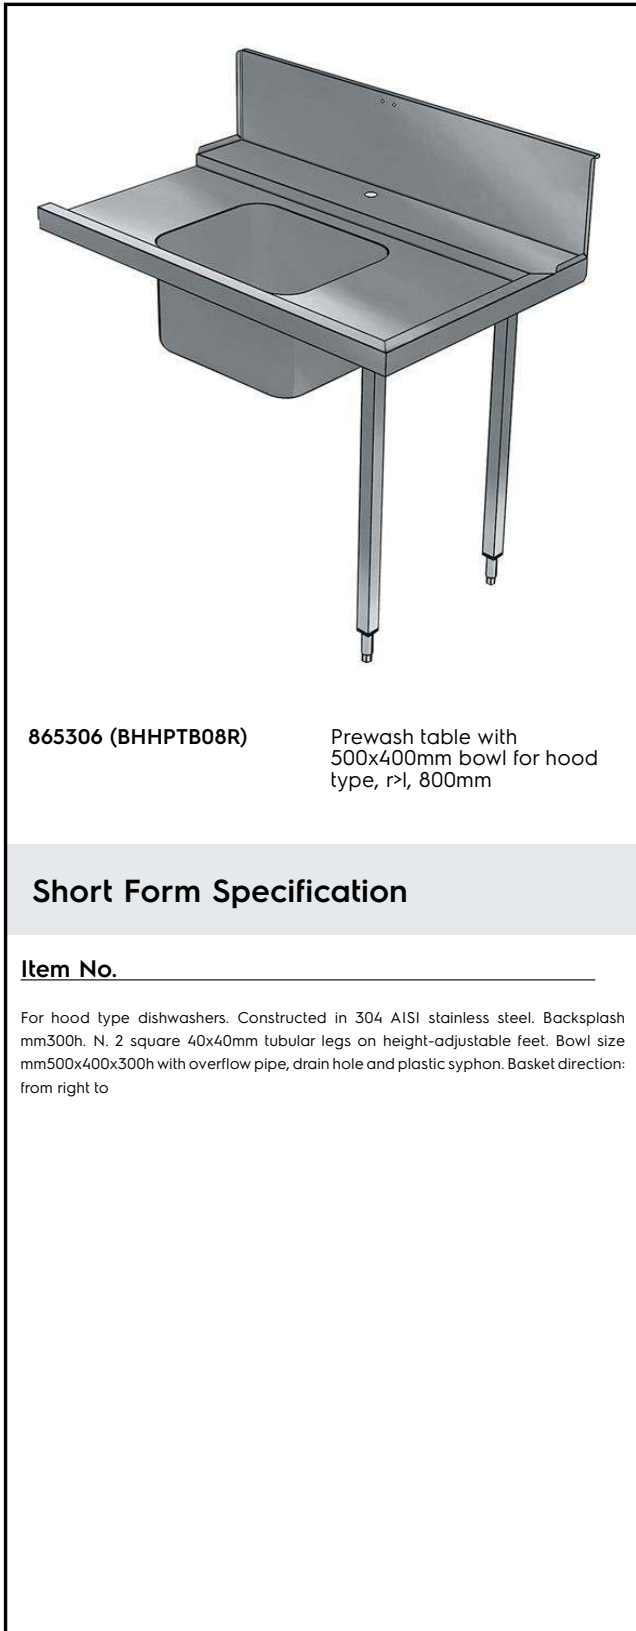 865306 (BHHPTB08R)
Prewash table with
500x400mm bowl for hood
type, r>l, 800mm
Short Form Specification
Item No.
For hood type dishwashers. Constructed in 304 AISI stainless steel. Backsplash
mm300h. N. 2 square 40x40mm tubular legs on height-adjustable feet. Bowl size
mm500x400x300h with overflow pipe, drain hole and plastic syphon. Basket direction:
from right to